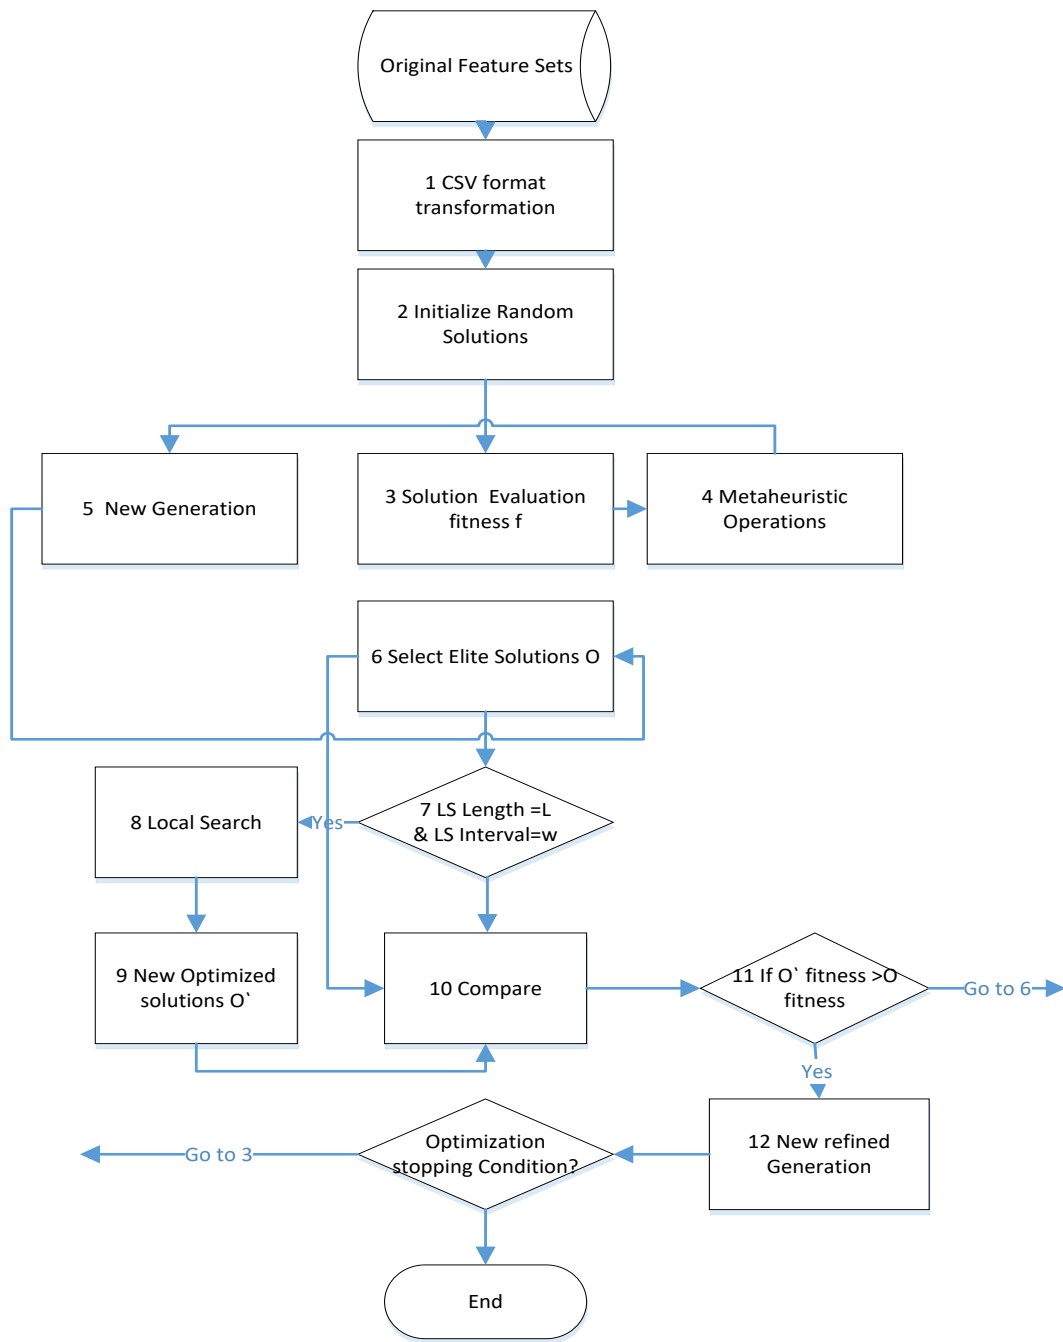 Original Feature Sets
1 CSV format
transformation
2 Initialize Random
Solutions
5  New Generation
3 Solution  Evaluation
fitness f
4 Metaheuristic
Operations
6 Select Elite Solutions O
8 Local Search
Yes
7 LS Length =L
& LS Interval=w
9 New Optimized
solutions O`
10 Compare
11 If O` fitness >O
fitness
Go to 6
Yes
Go to 3
Optimization
stopping Condition?
12 New refined
Generation
End